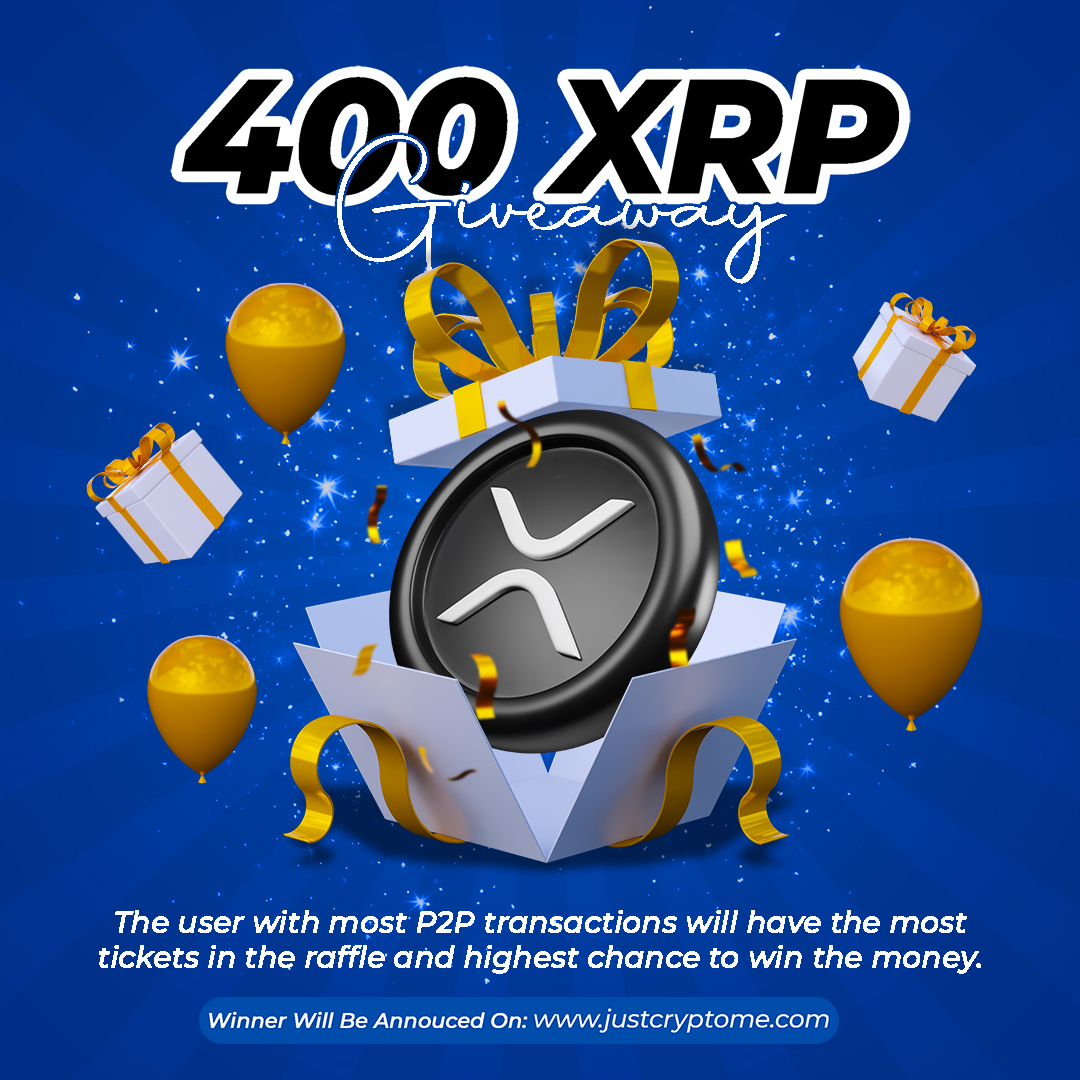 400 XRP
Giveaway
The user with most P2P transactions will have the most
tickets in the raffle and highest chance to win the money.
Winner Will Be Annouced On: www.justcryptome.com